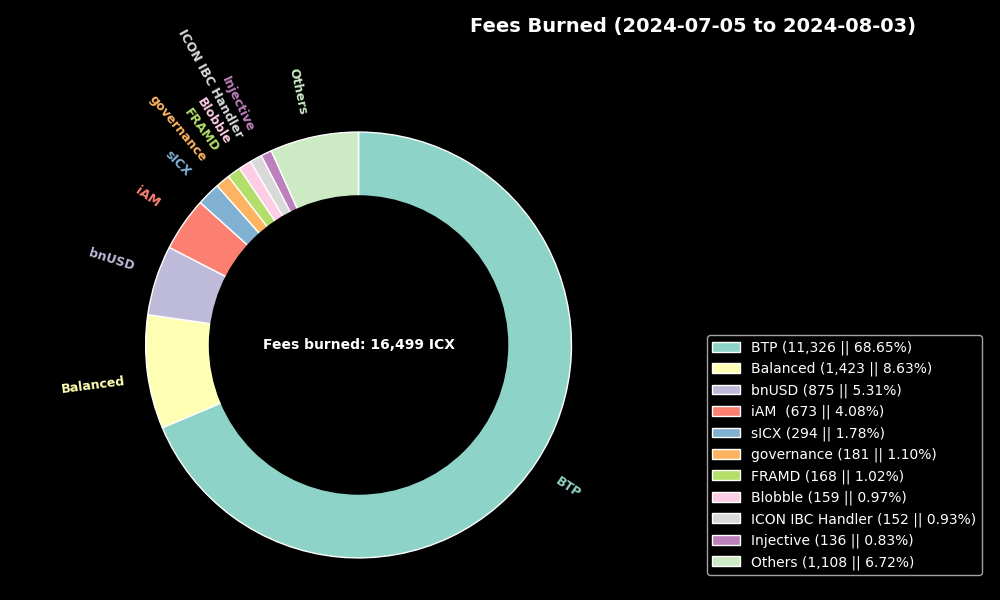 Fees Burned (2024-07-05 to 2024-08-03)
Others
Injective
ICON IBC Handler
Blobble
FRAMD
governance
sICX
iAM
bnUSD
Balanced
BTP
Fees burned: 16,499 ICX
BTP (11,326 || 68.65%)
Balanced (1,423 || 8.63%)
bnUSD (875 || 5.31%)
iAM  (673 || 4.08%)
sICX (294 || 1.78%)
governance (181 || 1.10%)
FRAMD (168 || 1.02%)
Blobble (159 || 0.97%)
ICON IBC Handler (152 || 0.93%)
Injective (136 || 0.83%)
Others (1,108 || 6.72%)